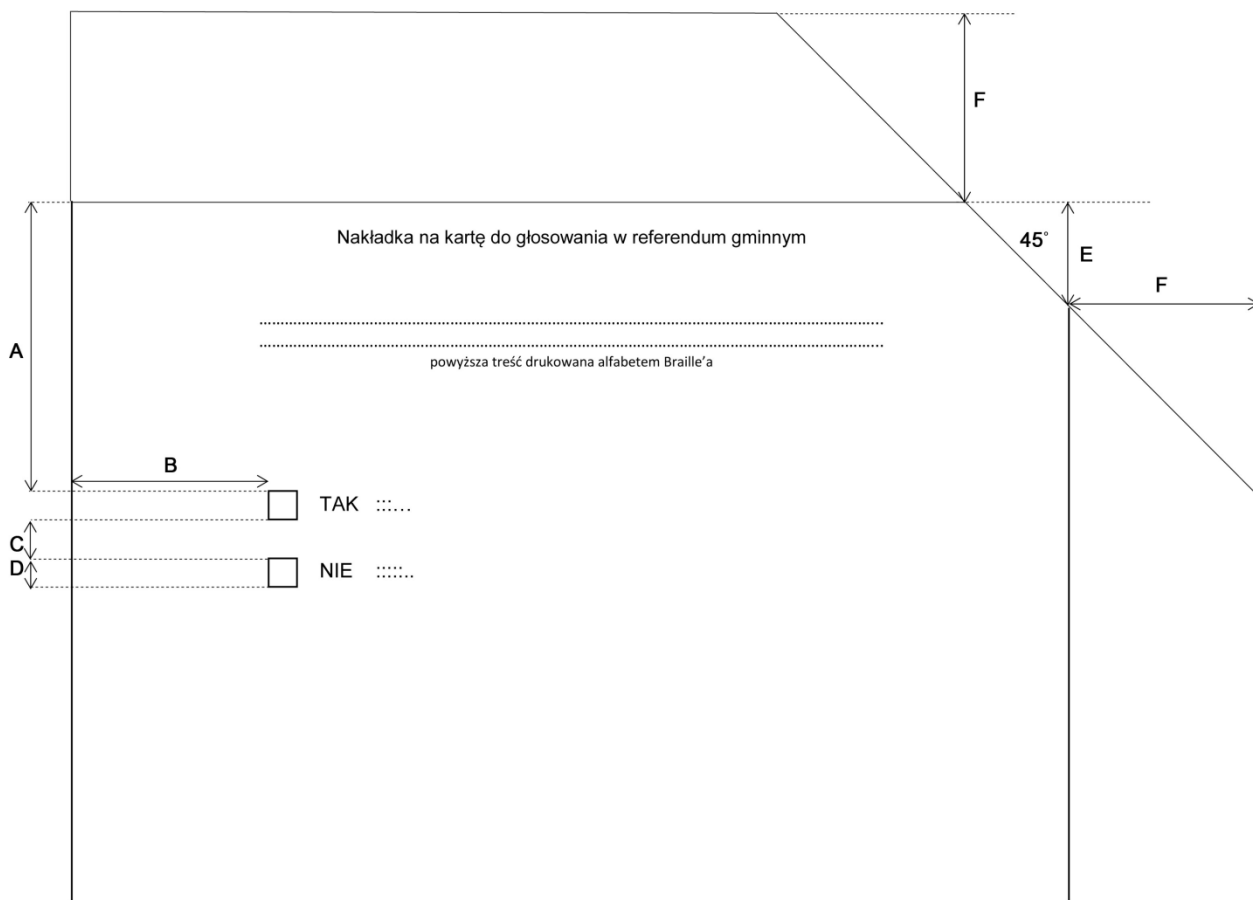 F
Nakładka na kartę do głosowania w referendum gminnym
45°
E
F
A
powyższa treść drukowana alfabetem Braille’a
B
TAK :::...
C
D
NIE :::::..